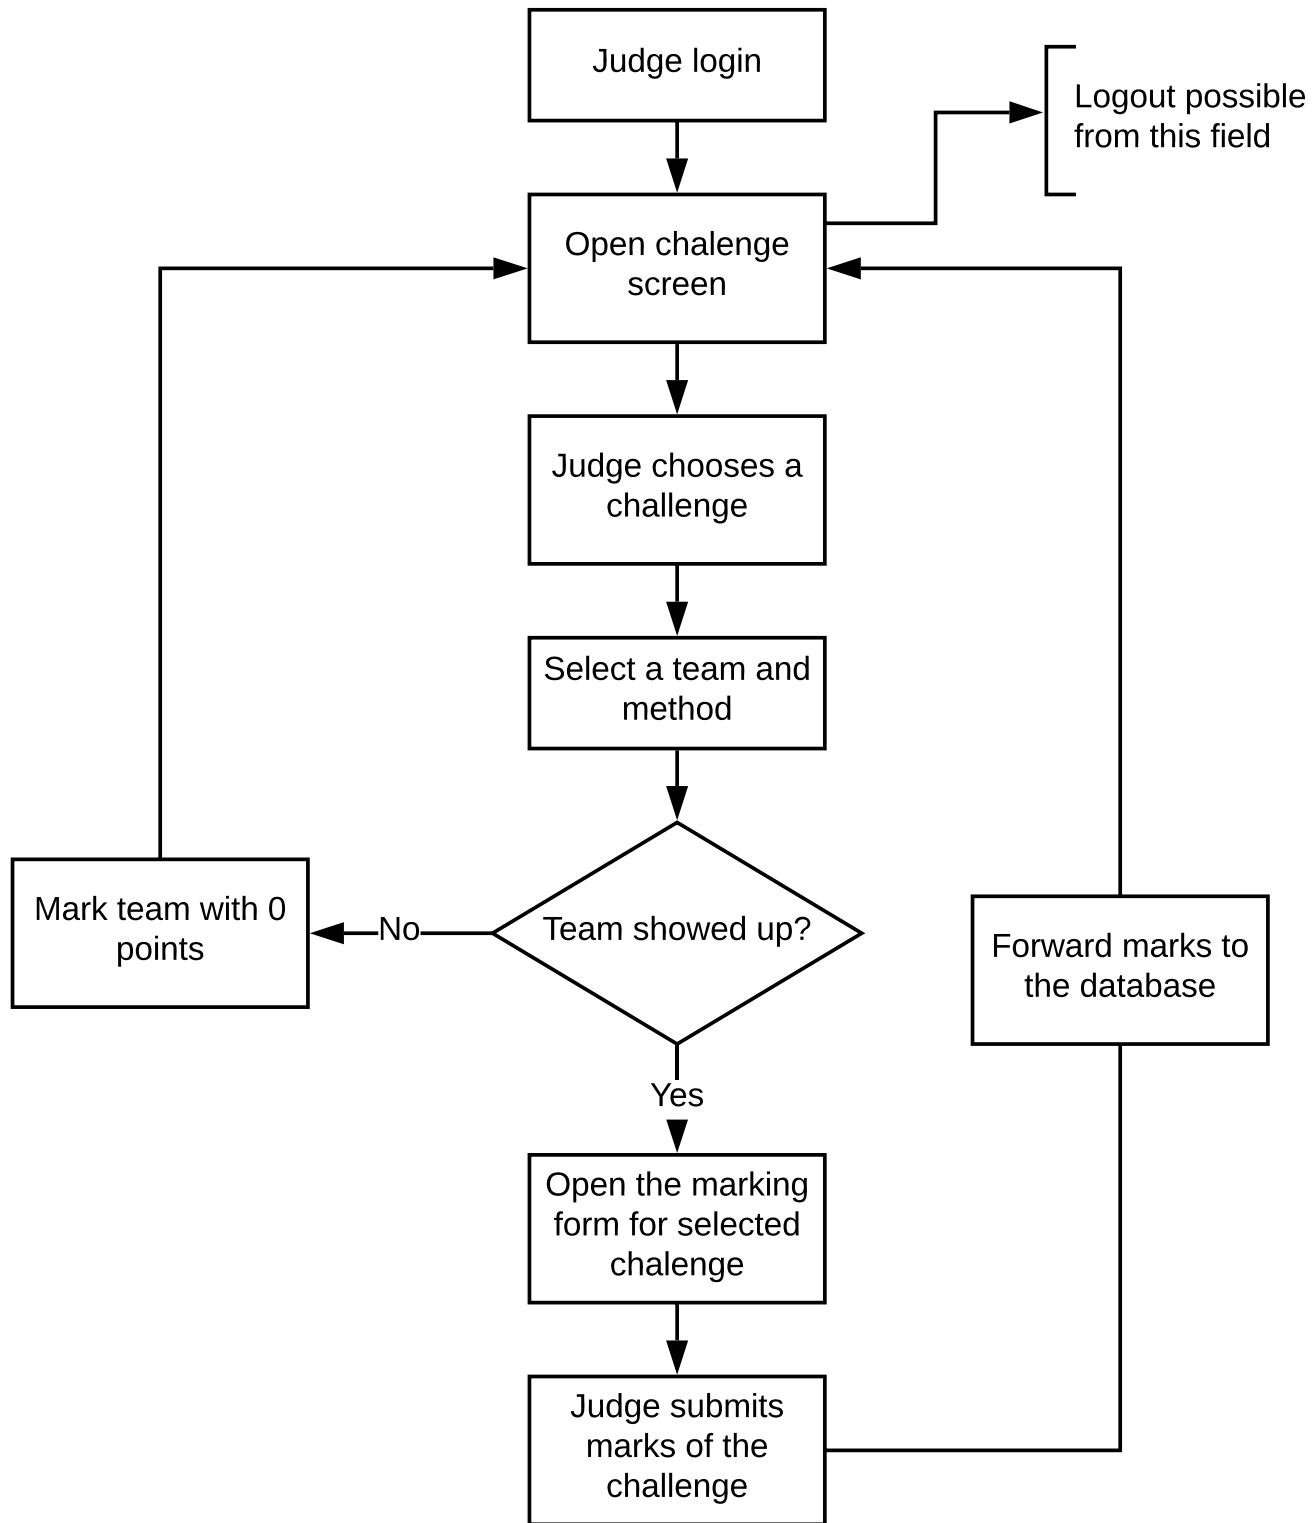 Judge login
Logout possible
from this field
Open chalenge
screen
Judge chooses a
challenge
Select a team and
method
Team showed up?
No
Mark team with 0
points
Forward marks to
the database
Yes
Open the marking
form for selected
chalenge
Judge submits
marks of the
challenge